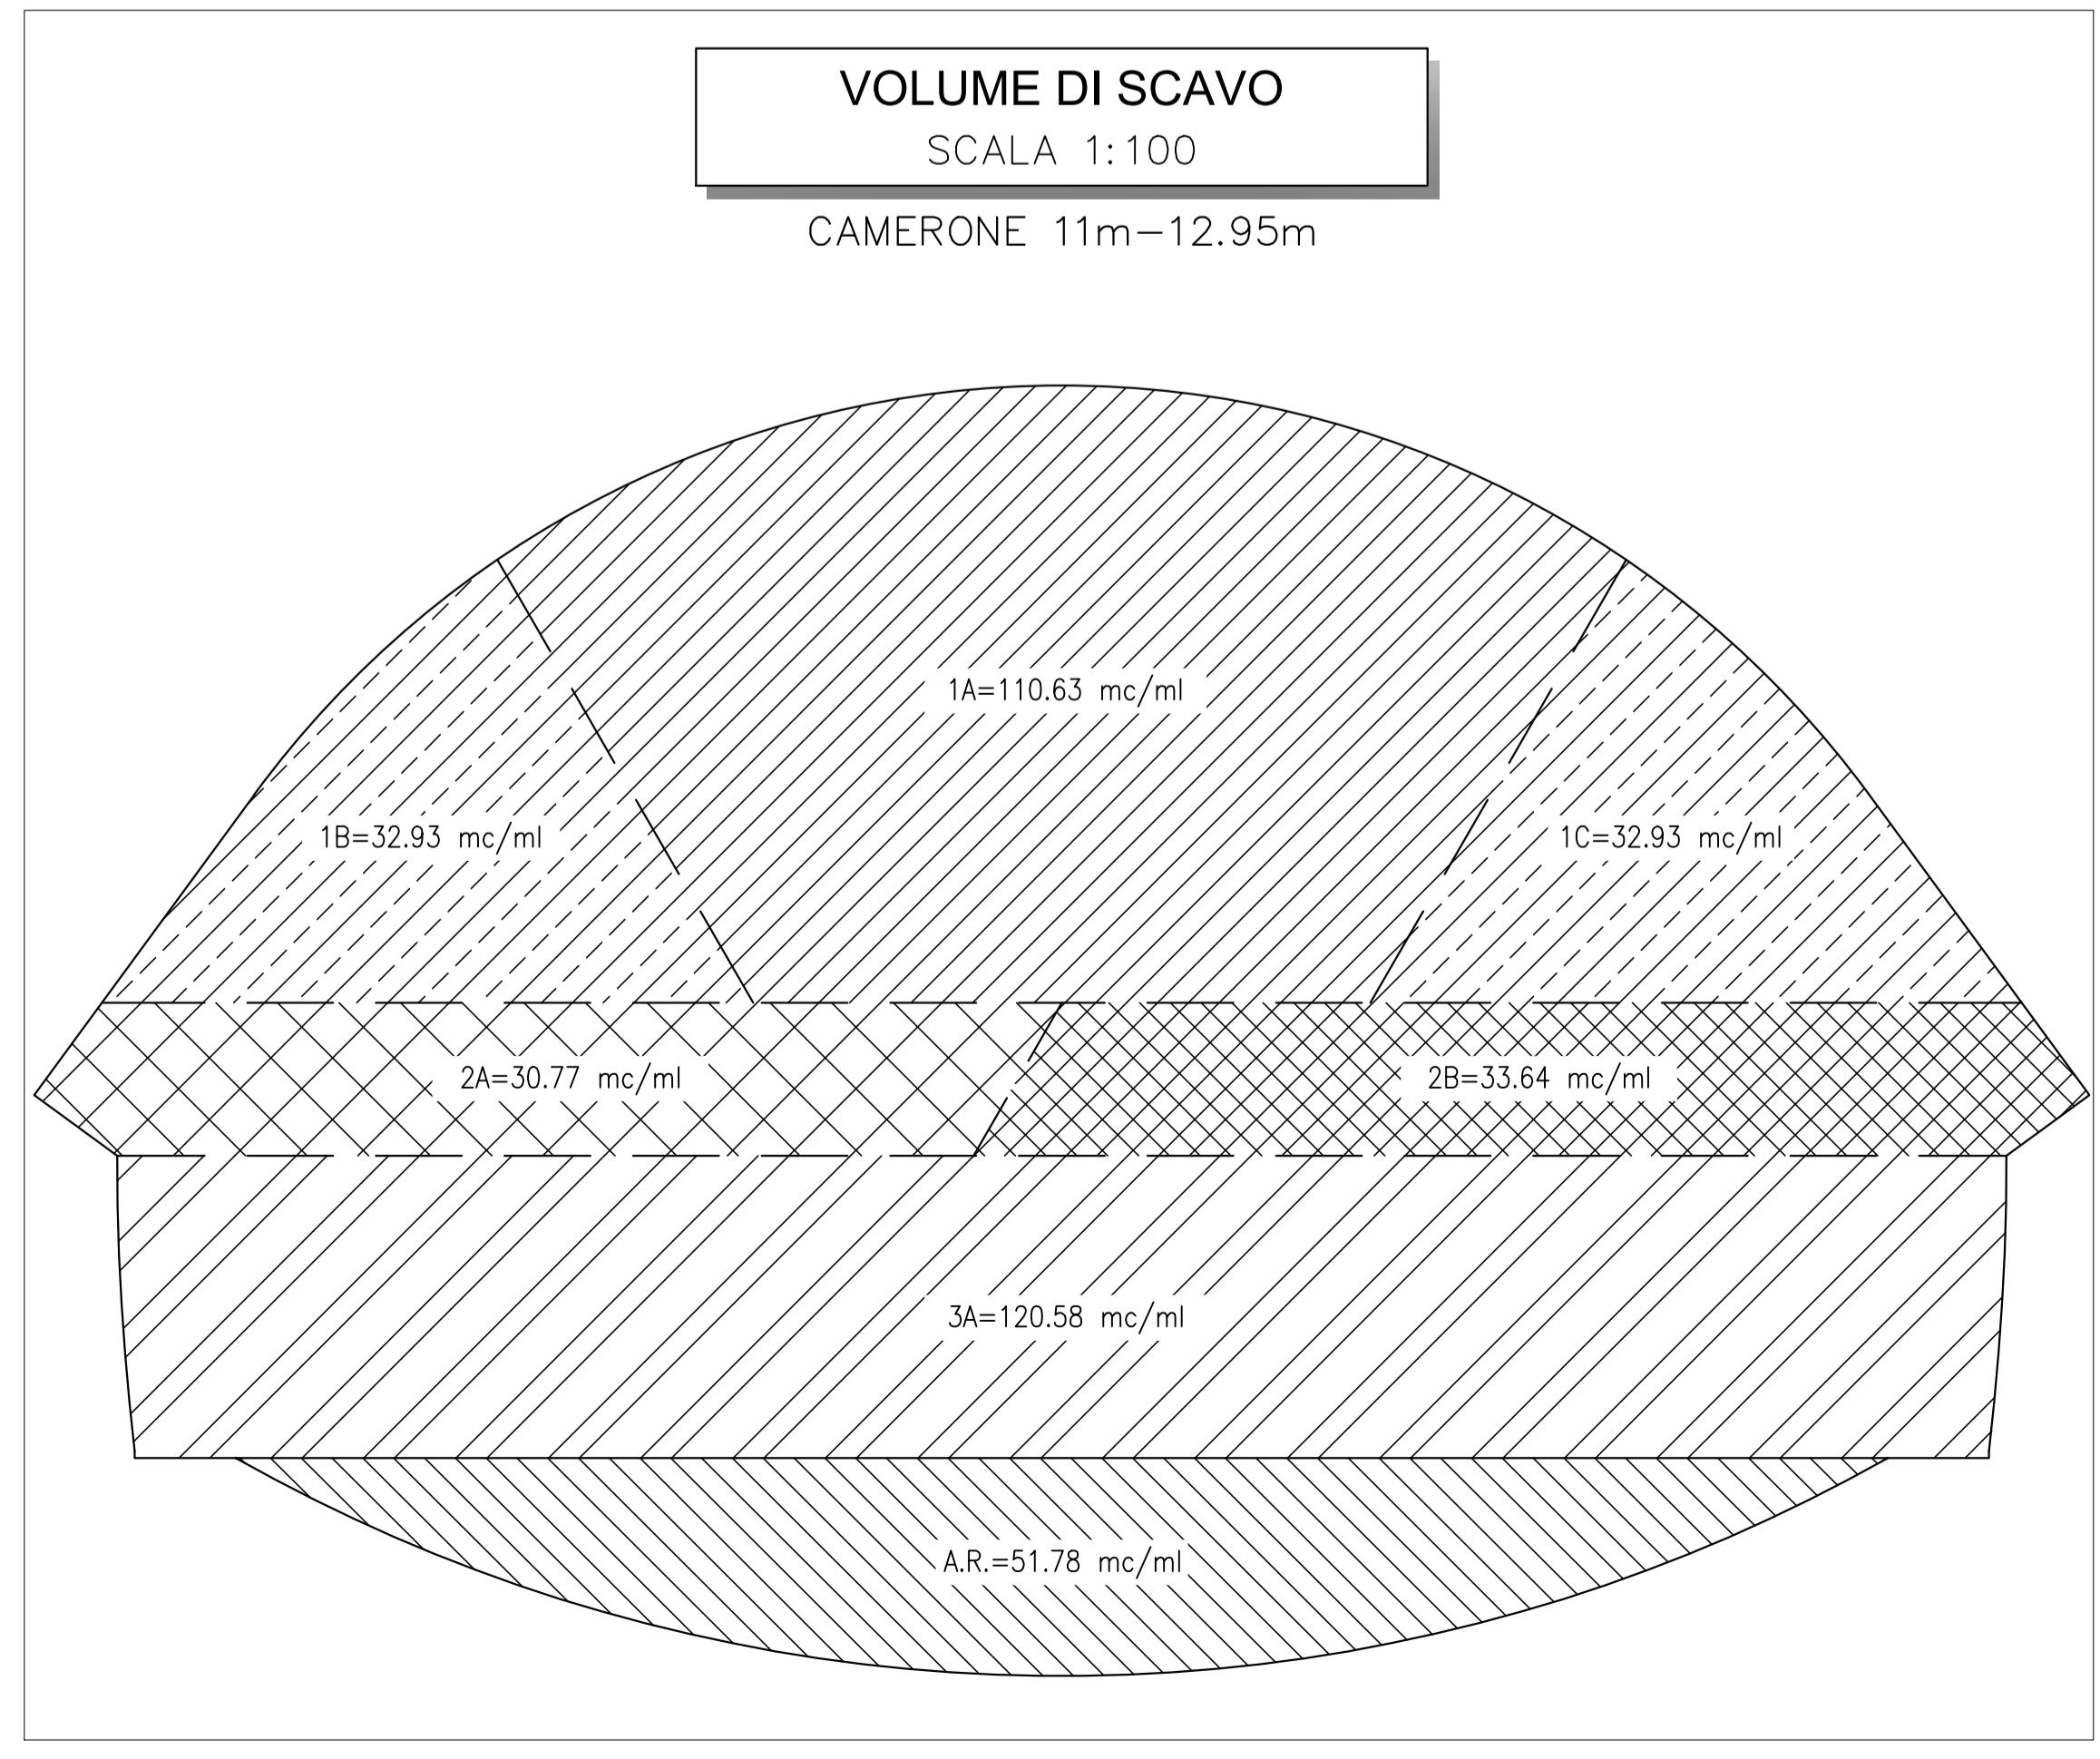 VOLUME DI SCAVO
SCALA 1:100
CAMERONE 11m-12.95m
1A=110.63 mc/ml
1B=32.93 mc/ml
1C=32.93 mc/ml
2A=30.77 mc/ml
2B=33.64 mc/ml
3A=120.58 mc/ml
A.R.=51.78 mc/ml